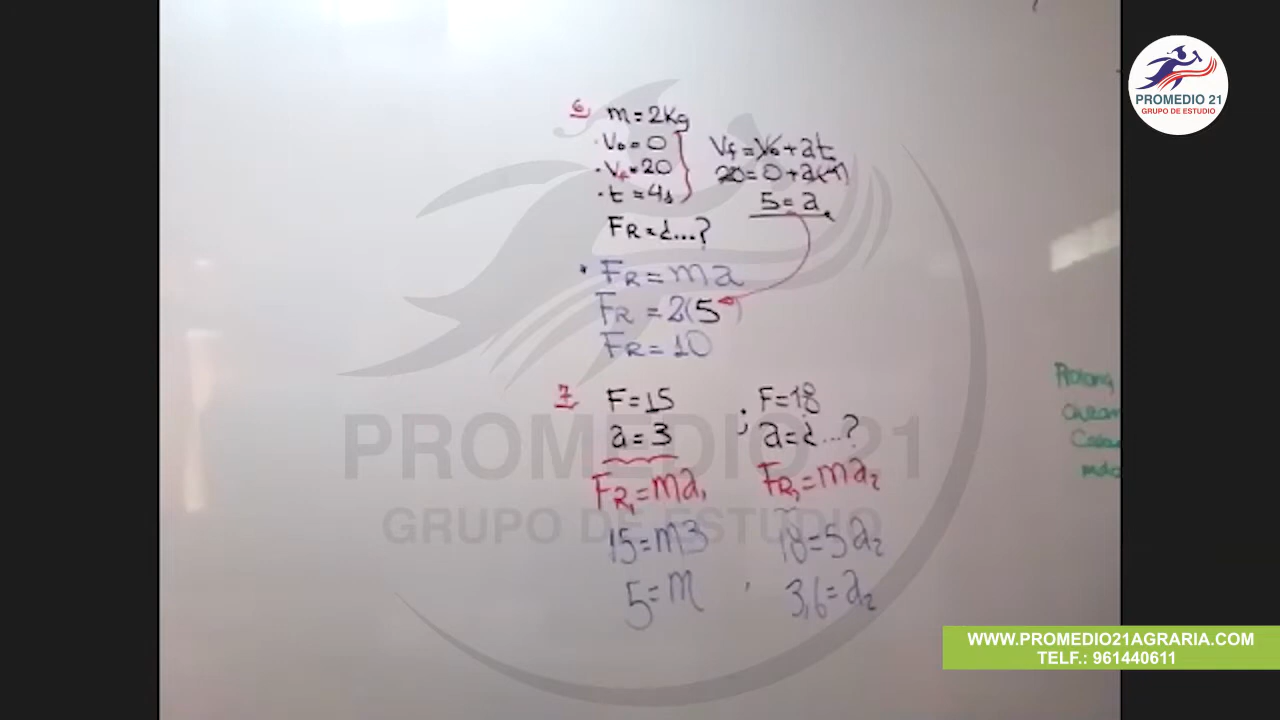 PROMEDIO 21
GRUPO DE ESTUDIO
6
m = 2Kg
· V₀ = 0
· Vf = 20
· t = 4s
Vf = V₀ + at
20 = 0 + a(4)
5 = a
FR = ¿...?
* FR = ma
FR = 2(5)
FR = 10
7
F = 15 ; F = 18
a = 3 a = ¿...?
FR₁ = ma₁ FR₂ = ma₂
15 = m3 18 = 5a₂
5 = m 3,6 = a₂
PROMEDIO 21
GRUPO DE ESTUDIO
WWW.PROMEDIO21AGRARIA.COM
TELF.: 961440611